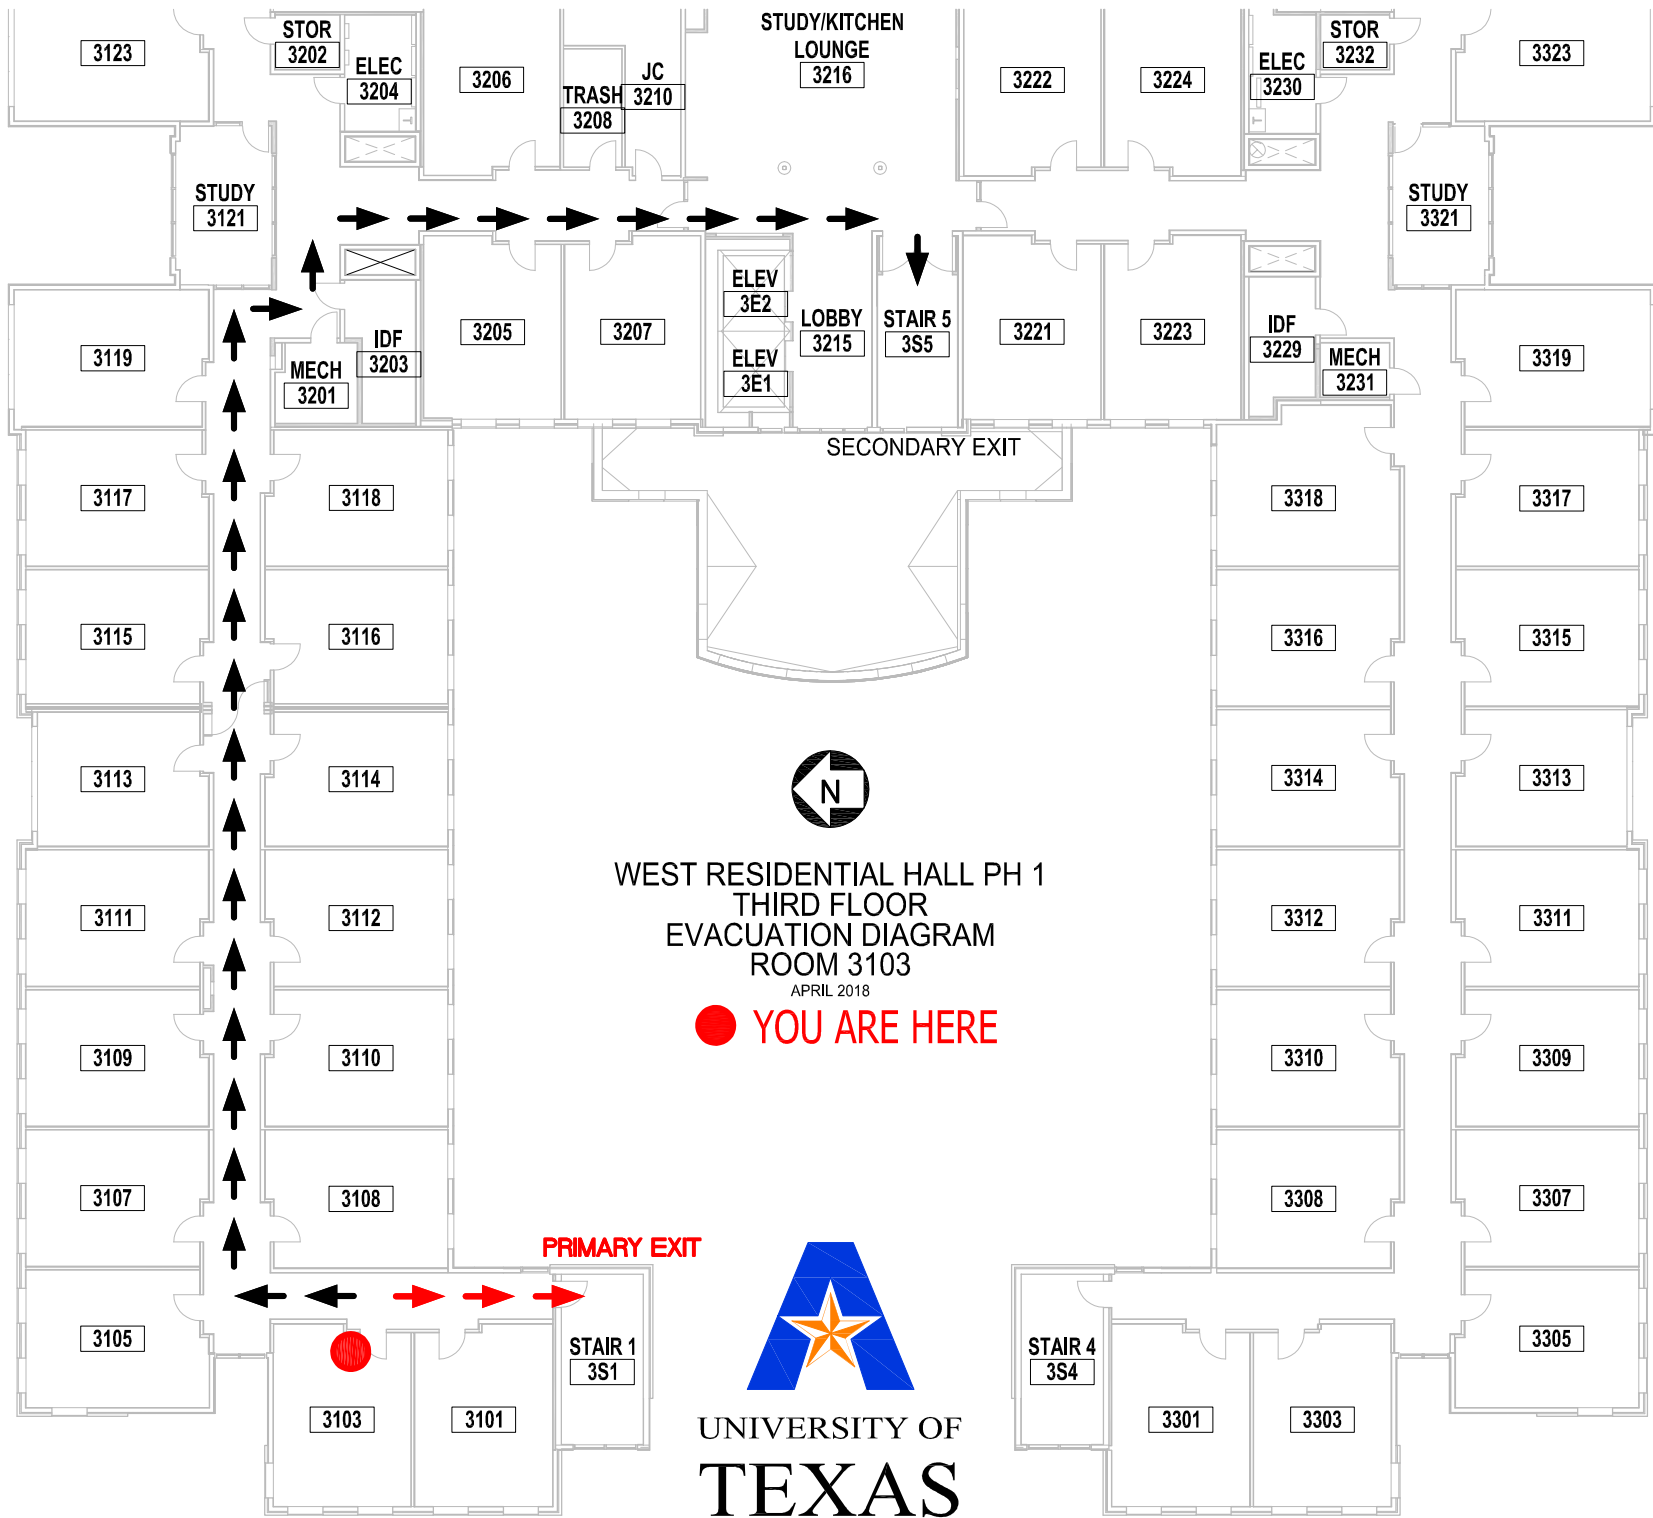 STOR
3202
3123
ELEC
3204
3206
TRASH
3208
JC
3210
STUDY/KITCHEN
LOUNGE
3216
3222
3224
ELEC
3230
STOR
3232
3323
STUDY
3121
STUDY
3321
3119
MECH
3201
IDF
3203
3205
3207
ELEV
3E2
ELEV
3E1
LOBBY
3215
STAIR 5
3S5
3221
3223
IDF
3229
MECH
3231
3319
SECONDARY EXIT
3117
3118
3318
3317
3115
3116
3316
3315
3113
3114
3314
3313
N
WEST RESIDENTIAL HALL PH 1
THIRD FLOOR
EVACUATION DIAGRAM
ROOM 3103
APRIL 2018
YOU ARE HERE
3111
3112
3312
3311
3109
3110
3310
3309
3107
3108
3308
3307
PRIMARY EXIT
3105
STAIR 1
3S1
STAIR 4
3S4
3305
3103
3101
3301
3303
UNIVERSITY OF
TEXAS